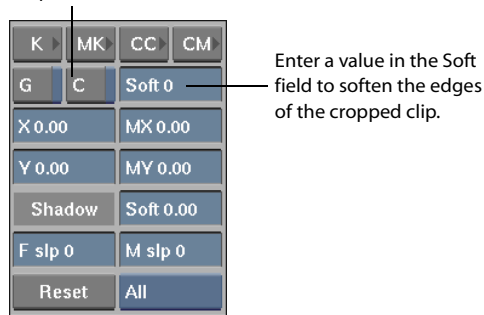 K MK CC CM
G C Soft 0
X 0.00 MX 0.00
Y 0.00 MY 0.00
Shadow Soft 0.00
F slp 0 M slp 0
Reset All
Enter a value in the Soft
field to soften the edges
of the cropped clip.